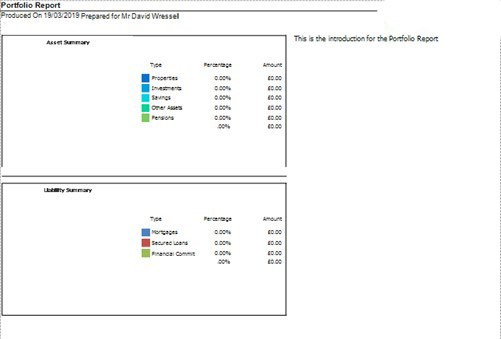 Portfolio Report
Produced On 19/03/2019 Prepared for Mr David Wressell
This is the introduction for the Portfolio Report
Asset Summary
Type Percentage Amount
Properties 0.00% £0.00
Investments 0.00% £0.00
Savings 0.00% £0.00
Other Assets 0.00% £0.00
Pensions 0.00% £0.00
.00% £0.00
Liability Summary
Type Percentage Amount
Mortgages 0.00% £0.00
Secured Loans 0.00% £0.00
Financial Commit 0.00% £0.00
.00% £0.00